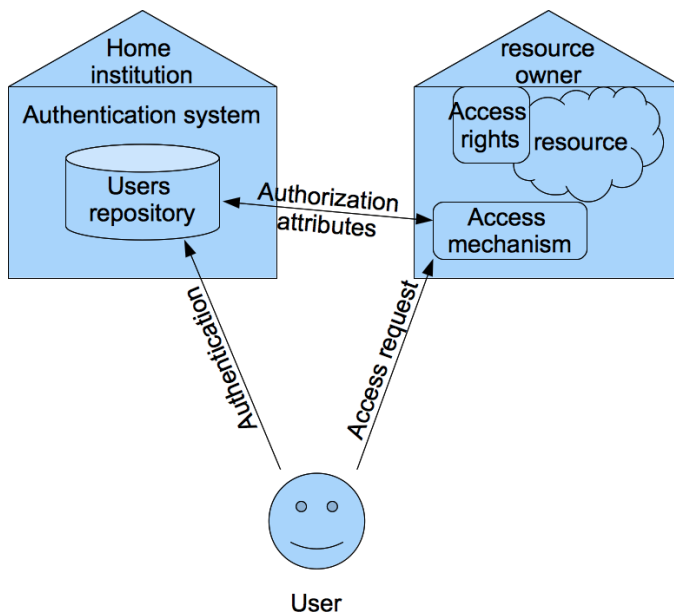 Home
institution
resource
owner
Authentication system
Access
rights
resource
Users
repository
Authorization
attributes
Access
mechanism
Authentication
Access request
User